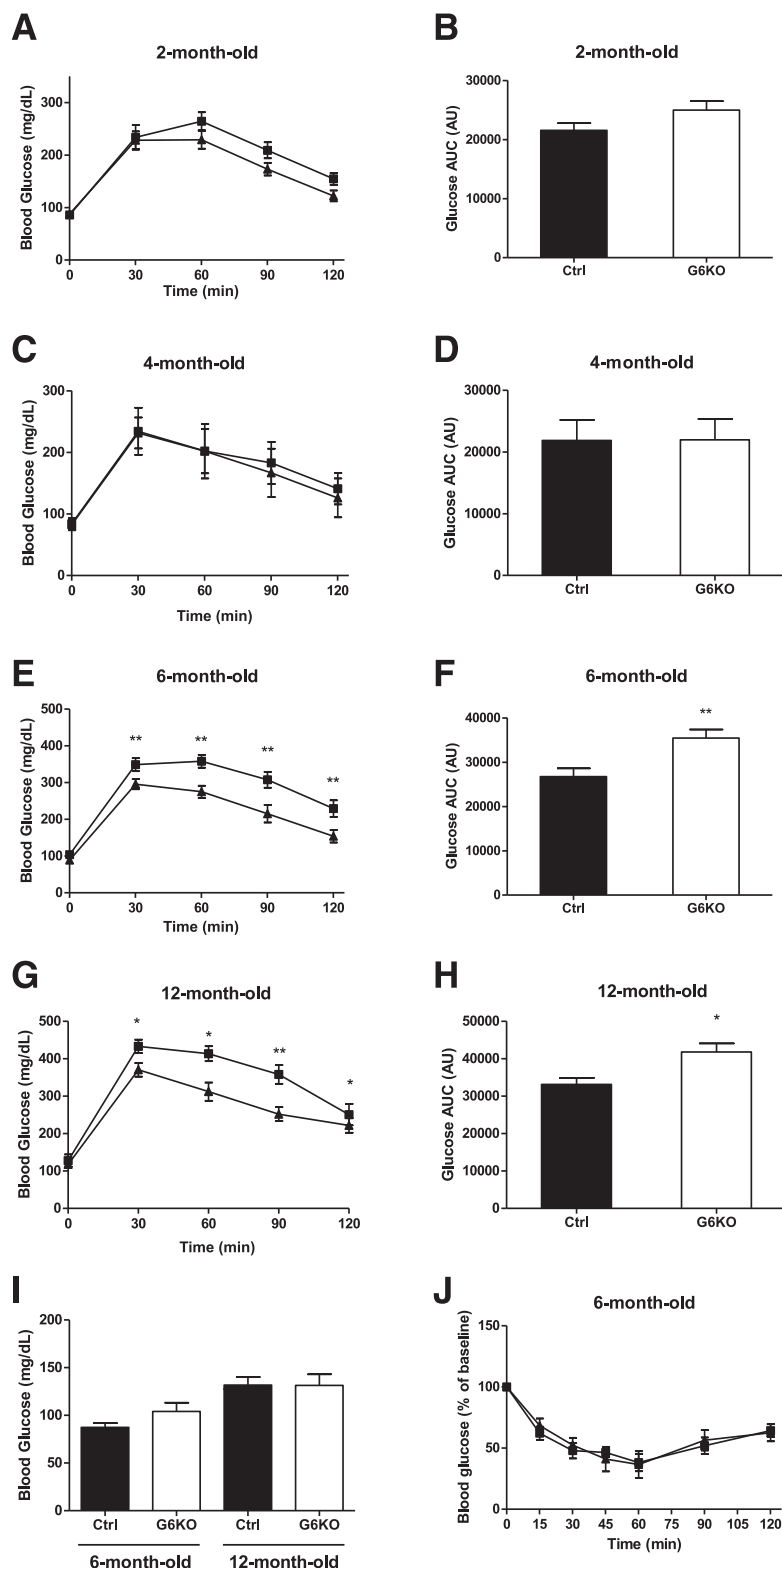 A
2-month-old
Blood Glucose (mg/dL)
300
200
100
0
0 30 60 90 120
Time (min)
B
2-month-old
Glucose AUC (AU)
30000
20000
10000
0
Ctrl G6KO
C
4-month-old
Blood Glucose (mg/dL)
300
200
100
0
0 30 60 90 120
Time (min)
D
4-month-old
Glucose AUC (AU)
30000
20000
10000
0
Ctrl G6KO
E
6-month-old
Blood Glucose (mg/dL)
500
400
300
200
100
0
** ** ** **
0 30 60 90 120
Time (min)
F
6-month-old
Glucose AUC (AU)
40000
30000
20000
10000
0
**
Ctrl G6KO
G
12-month-old
Blood Glucose (mg/dL)
500
400
300
200
100
0
* * ** *
0 30 60 90 120
Time (min)
H
12-month-old
Glucose AUC (AU)
50000
40000
30000
20000
10000
0
*
Ctrl G6KO
I
Blood Glucose (mg/dL)
200
150
100
50
0
Ctrl G6KO Ctrl G6KO
6-month-old 12-month-old
J
6-month-old
Blood glucose (% of baseline)
150
100
50
0
0 15 30 45 60 75 90 105 120
Time (min)